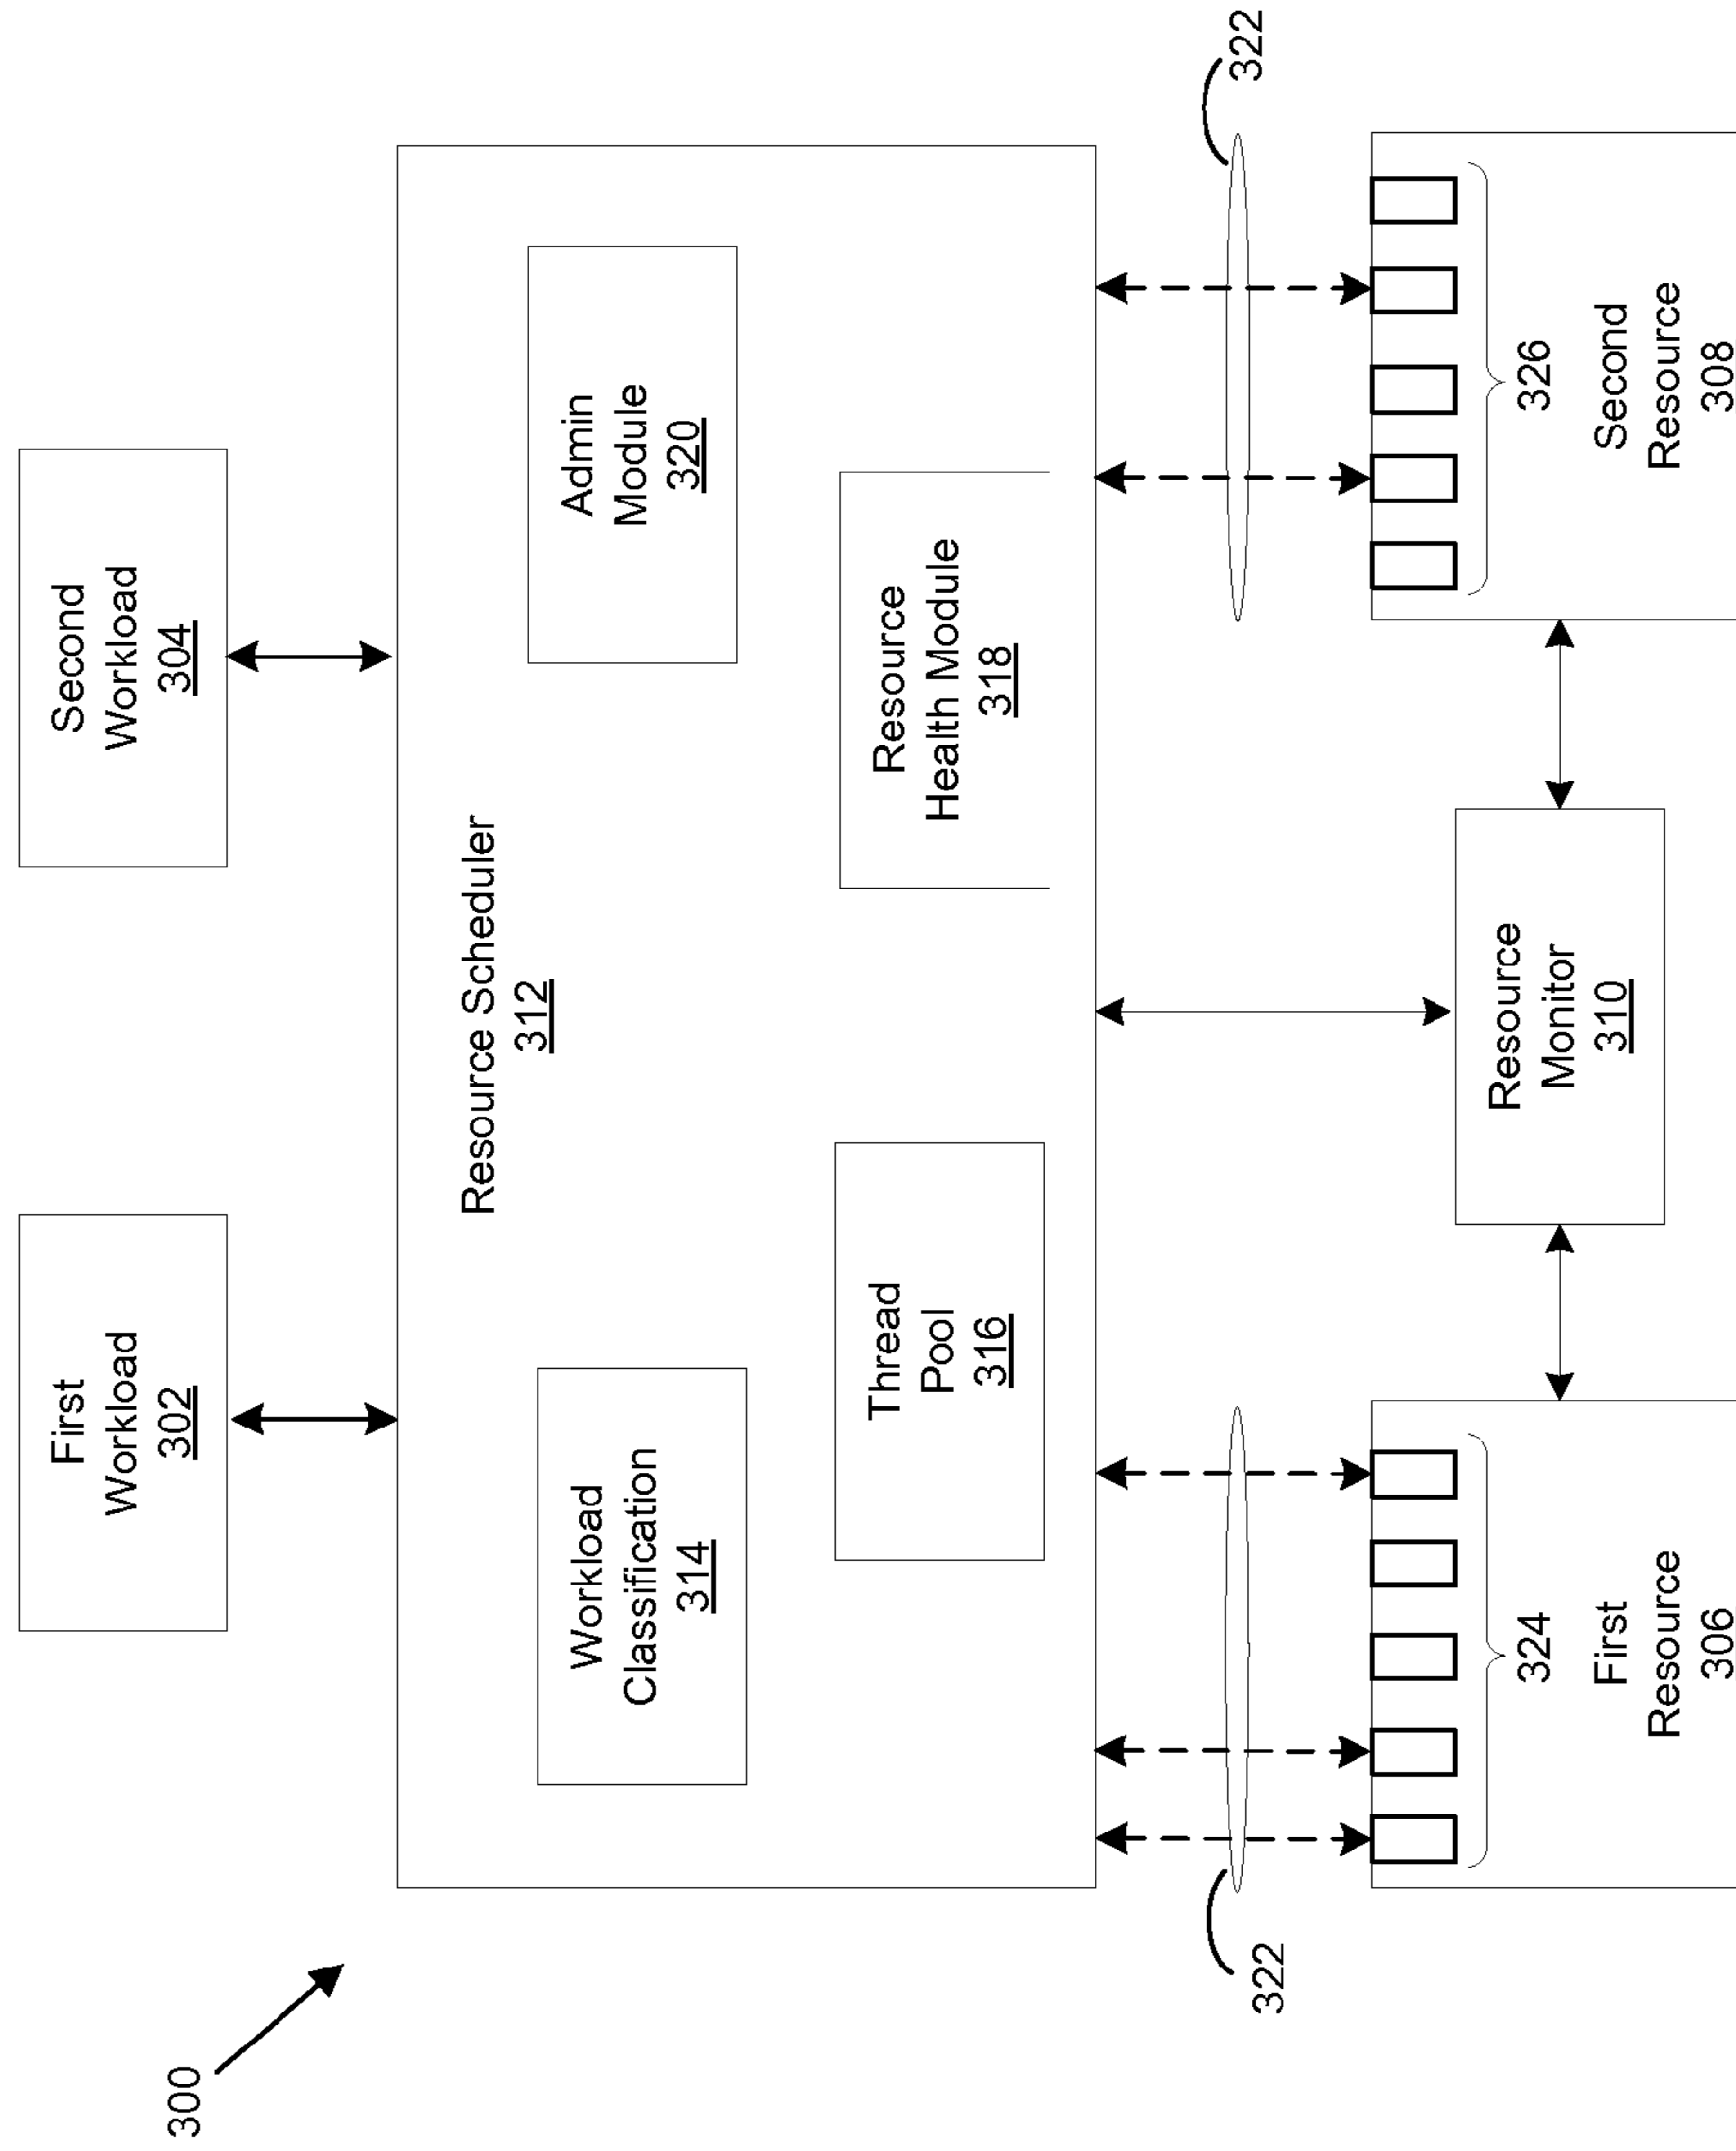 300
First
Workload
302
Second
Workload
304
Resource Scheduler
312
Workload
Classification
314
Admin
Module
320
Thread
Pool
316
Resource
Health Module
318
322
322
324
326
First
Resource
306
Resource
Monitor
310
Second
Resource
308